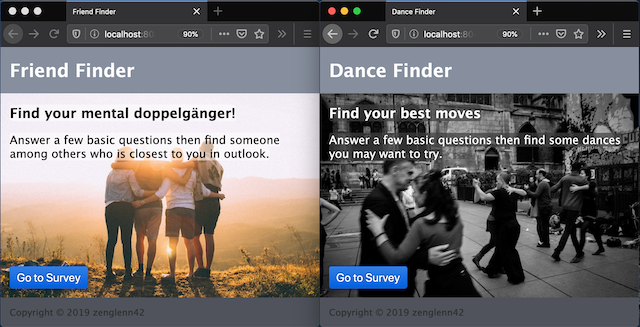 Friend Finder
localhost:80
90%
Friend Finder
Find your mental doppelgänger!
Answer a few basic questions then find someone
among others who is closest to you in outlook.
Go to Survey
Copyright © 2019 zenglenn42
Dance Finder
localhost:80
90%
Dance Finder
Find your best moves
Answer a few basic questions then find some dances
you may want to try.
Go to Survey
Copyright © 2019 zenglenn42